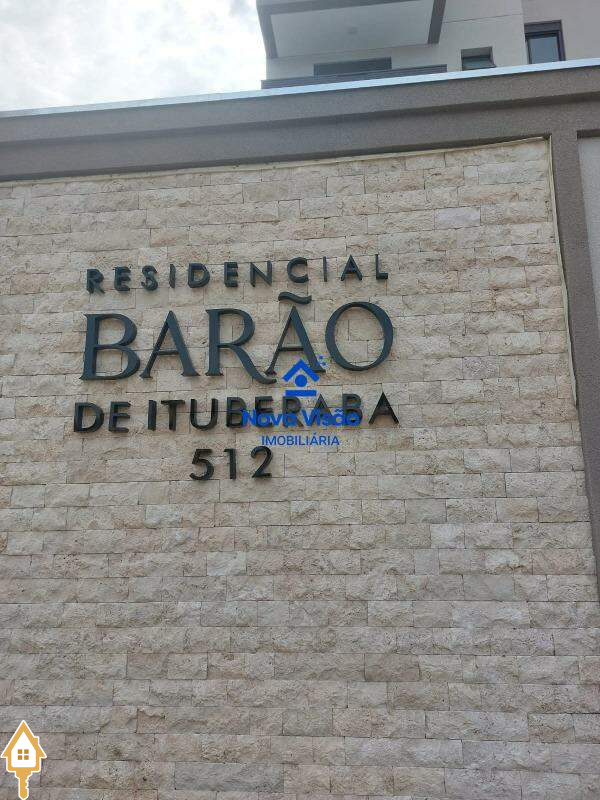 RESIDENCIAL
BARÃO
DE ITUBERABA
Nova Visão
IMOBILIÁRIA
512